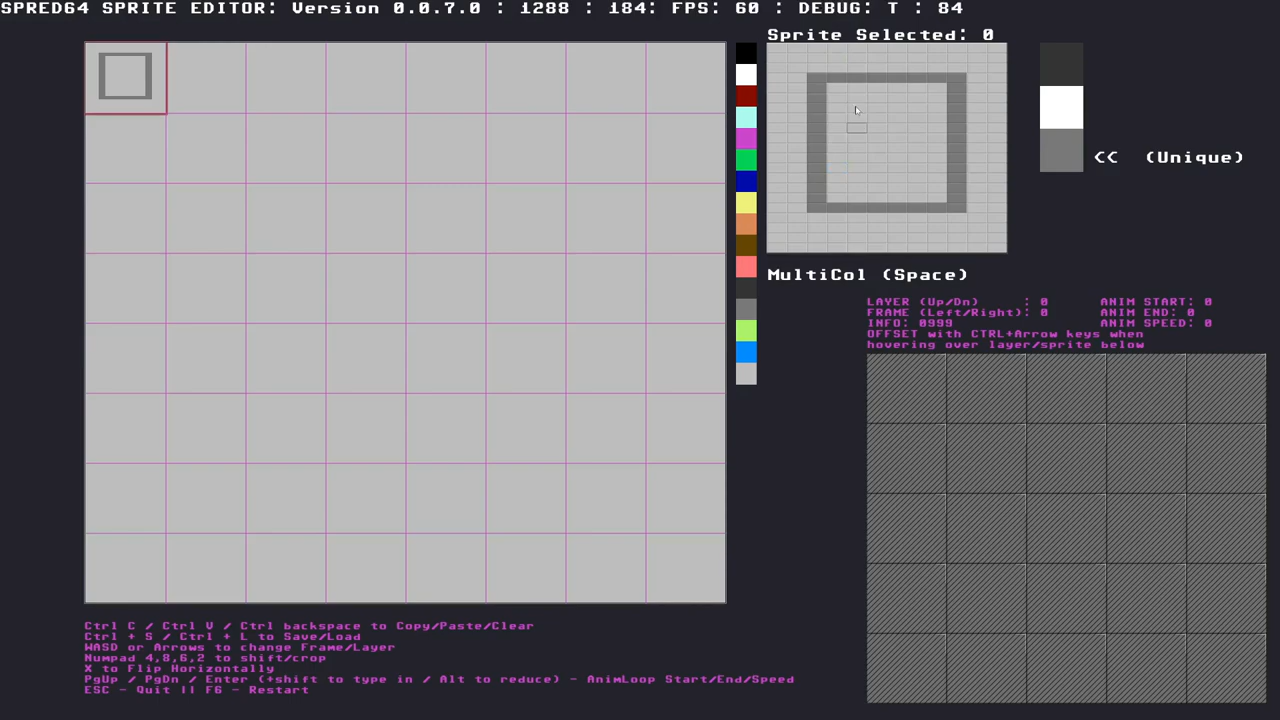 SPRED64 SPRITE EDITOR: Version 0.0.7.0 : 1288 : 184: FPS: 60 : DEBUG: T : 84
Sprite Selected: 0
<< (Unique)
MultiCol (Space)
LAYER (Up/Dn) : 0 ANIM START: 0
FRAME (Left/Right): 0 ANIM END: 0
INFO: 0999 ANIM SPEED: 0
OFFSET with CTRL+Arrow keys when
hovering over layer/sprite below
Ctrl C / Ctrl V / Ctrl backspace to Copy/Paste/Clear
Ctrl + S / Ctrl + L to Save/Load
WASD or Arrows to change Frame/Layer
Numpad 4,8,6,2 to shift/crop
X to Flip Horizontally
PgUp / PgDn / Enter (+shift to type in / Alt to reduce) - AnimLoop Start/End/Speed
ESC - Quit || F6 - Restart